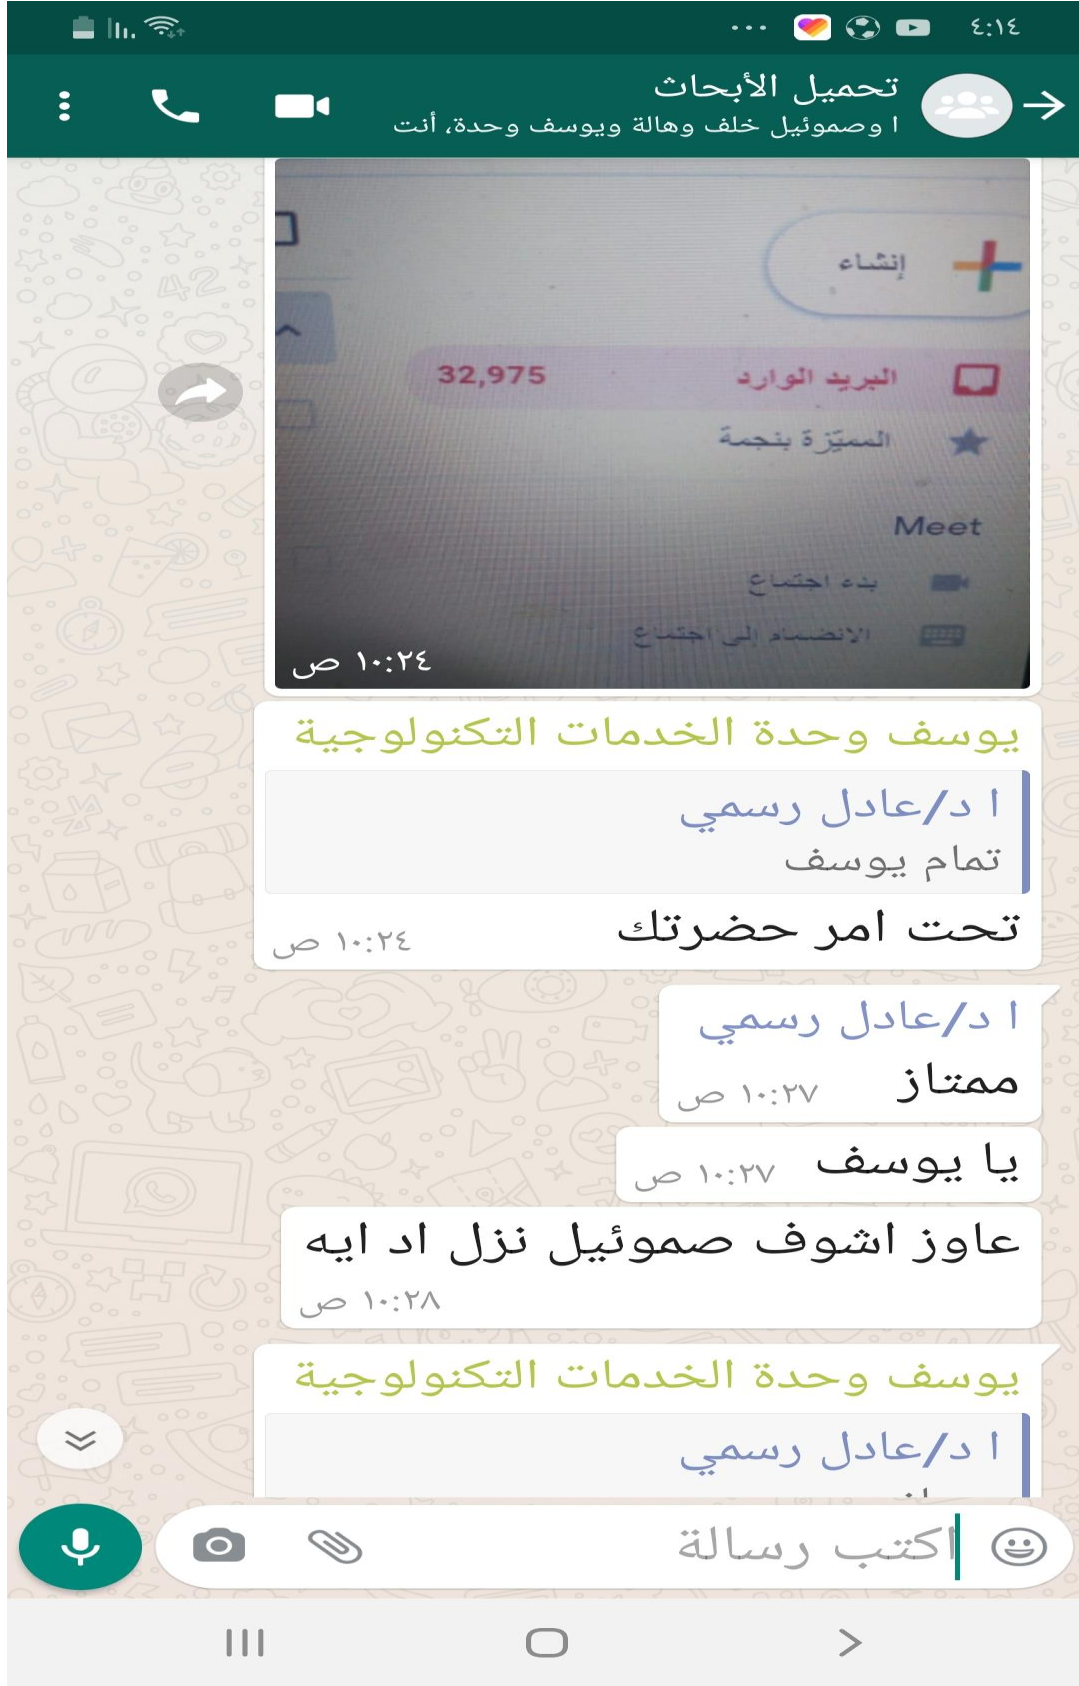 ٤:١٤
تحميل الأبحاث
ا وصموئيل خلف وهالة ويوسف وحدة، أنت
إنشاء
البريد الوارد 32,975
المميّزة بنجمة
Meet
بدء اجتماع
الانضمام إلى اجتماع
١٠:٢٤ ص
يوسف وحدة الخدمات التكنولوجية
ا د/عادل رسمي
تمام يوسف
تحت امر حضرتك
١٠:٢٤ ص
ا د/عادل رسمي
ممتاز
١٠:٢٧ ص
يا يوسف
١٠:٢٧ ص
عاوز اشوف صموئيل نزل اد ايه
١٠:٢٨ ص
يوسف وحدة الخدمات التكنولوجية
ا د/عادل رسمي
اكتب رسالة